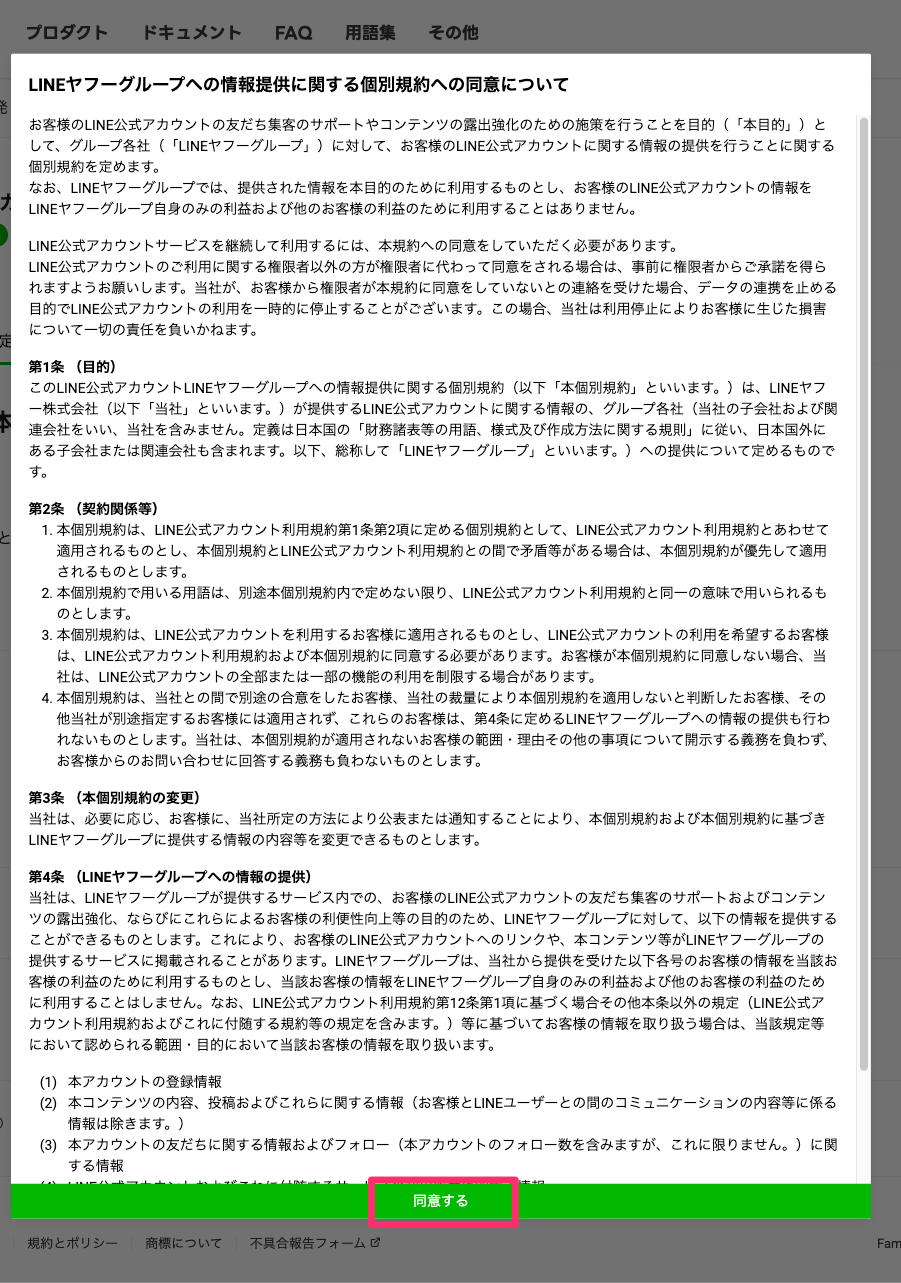 プロダクト ドキュメント FAQ 用語集 その他
LINEヤフーグループへの情報提供に関する個別規約への同意について
お客様のLINE公式アカウントの友だち集客のサポートやコンテンツの露出強化のための施策を行うことを目的（「本目的」）と
して、グループ各社（「LINEヤフーグループ」）に対して、お客様のLINE公式アカウントに関する情報の提供を行うことに関する
個別規約を定めます。
なお、LINEヤフーグループでは、提供された情報を本目的のために利用するものとし、お客様のLINE公式アカウントの情報を
LINEヤフーグループ自身のみの利益および他のお客様の利益のために利用することはありません。
LINE公式アカウントサービスを継続して利用するには、本規約への同意をしていただく必要があります。
LINE公式アカウントのご利用に関する権限者以外の方が権限者に代わって同意をされる場合は、事前に権限者からご承諾を得ら
れますようお願いします。当社が、お客様から権限者が本規約に同意をしていないとの連絡を受けた場合、データの連携を止める
目的でLINE公式アカウントの利用を一時的に停止することがございます。この場合、当社は利用停止によりお客様に生じた損害
について一切の責任を負いかねます。
第1条 （目的）
このLINE公式アカウントLINEヤフーグループへの情報提供に関する個別規約（以下「本個別規約」といいます。）は、LINEヤフ
ー株式会社（以下「当社」といいます。）が提供するLINE公式アカウントに関する情報の、グループ各社（当社の子会社および関
連会社をいい、当社を含みません。定義は日本国の「財務諸表等の用語、様式及び作成方法に関する規則」に従い、日本国外に
ある子会社または関連会社も含まれます。以下、総称して「LINEヤフーグループ」といいます。）への提供について定めるもので
す。
第2条 （契約関係等）
1. 本個別規約は、LINE公式アカウント利用規約第1条第2項に定める個別規約として、LINE公式アカウント利用規約とあわせて
適用されるものとし、本個別規約とLINE公式アカウント利用規約との間で矛盾等がある場合は、本個別規約が優先して適用
されるものとします。
2. 本個別規約で用いる用語は、別途本個別規約内で定めない限り、LINE公式アカウント利用規約と同一の意味で用いられるも
のとします。
3. 本個別規約は、LINE公式アカウントを利用するお客様に適用されるものとし、LINE公式アカウントの利用を希望するお客様
は、LINE公式アカウント利用規約および本個別規約に同意する必要があります。お客様が本個別規約に同意しない場合、当
社は、LINE公式アカウントの全部または一部の機能の利用を制限する場合があります。
4. 本個別規約は、当社との間で別途の合意をしたお客様、当社の裁量により本個別規約を適用しないと判断したお客様、その
他当社が別途指定するお客様には適用されず、これらのお客様は、第4条に定めるLINEヤフーグループへの情報の提供も行わ
れないものとします。当社は、本個別規約が適用されないお客様の範囲・理由その他の事項について開示する義務を負わず、
お客様からのお問い合わせに回答する義務も負わないものとします。
第3条 （本個別規約の変更）
当社は、必要に応じ、お客様に、当社所定の方法により公表または通知することにより、本個別規約および本個別規約に基づき
LINEヤフーグループに提供する情報の内容等を変更できるものとします。
第4条 （LINEヤフーグループへの情報の提供）
当社は、LINEヤフーグループが提供するサービス内での、お客様のLINE公式アカウントの友だち集客のサポートおよびコンテン
ツの露出強化、ならびにこれらによるお客様の利便性向上等の目的のため、LINEヤフーグループに対して、以下の情報を提供する
ことができるものとします。これにより、お客様のLINE公式アカウントへのリンクや、本コンテンツ等がLINEヤフーグループの
提供するサービスに掲載されることがあります。LINEヤフーグループは、当社から提供を受けた以下各号のお客様の情報を当該お
客様の利益のために利用するものとし、当該お客様の情報をLINEヤフーグループ自身のみの利益および他のお客様の利益のため
に利用することはしません。なお、LINE公式アカウント利用規約第12条第1項に基づく場合その他本条以外の規定（LINE公式ア
カウント利用規約およびこれに付随する規約等の規定を含みます。）等に基づいてお客様の情報を取り扱う場合は、当該規定等
において認められる範囲・目的において当該お客様の情報を取り扱います。
(1) 本アカウントの登録情報
(2) 本コンテンツの内容、投稿およびこれらに関する情報（お客様とLINEユーザーとの間のコミュニケーションの内容等に係る
情報は除きます。）
(3) 本アカウントの友だちに関する情報およびフォロー（本アカウントのフォロー数を含みますが、これに限りません。）に関
する情報
同意する
規約とポリシー 商標について 不具合報告フォーム Fam